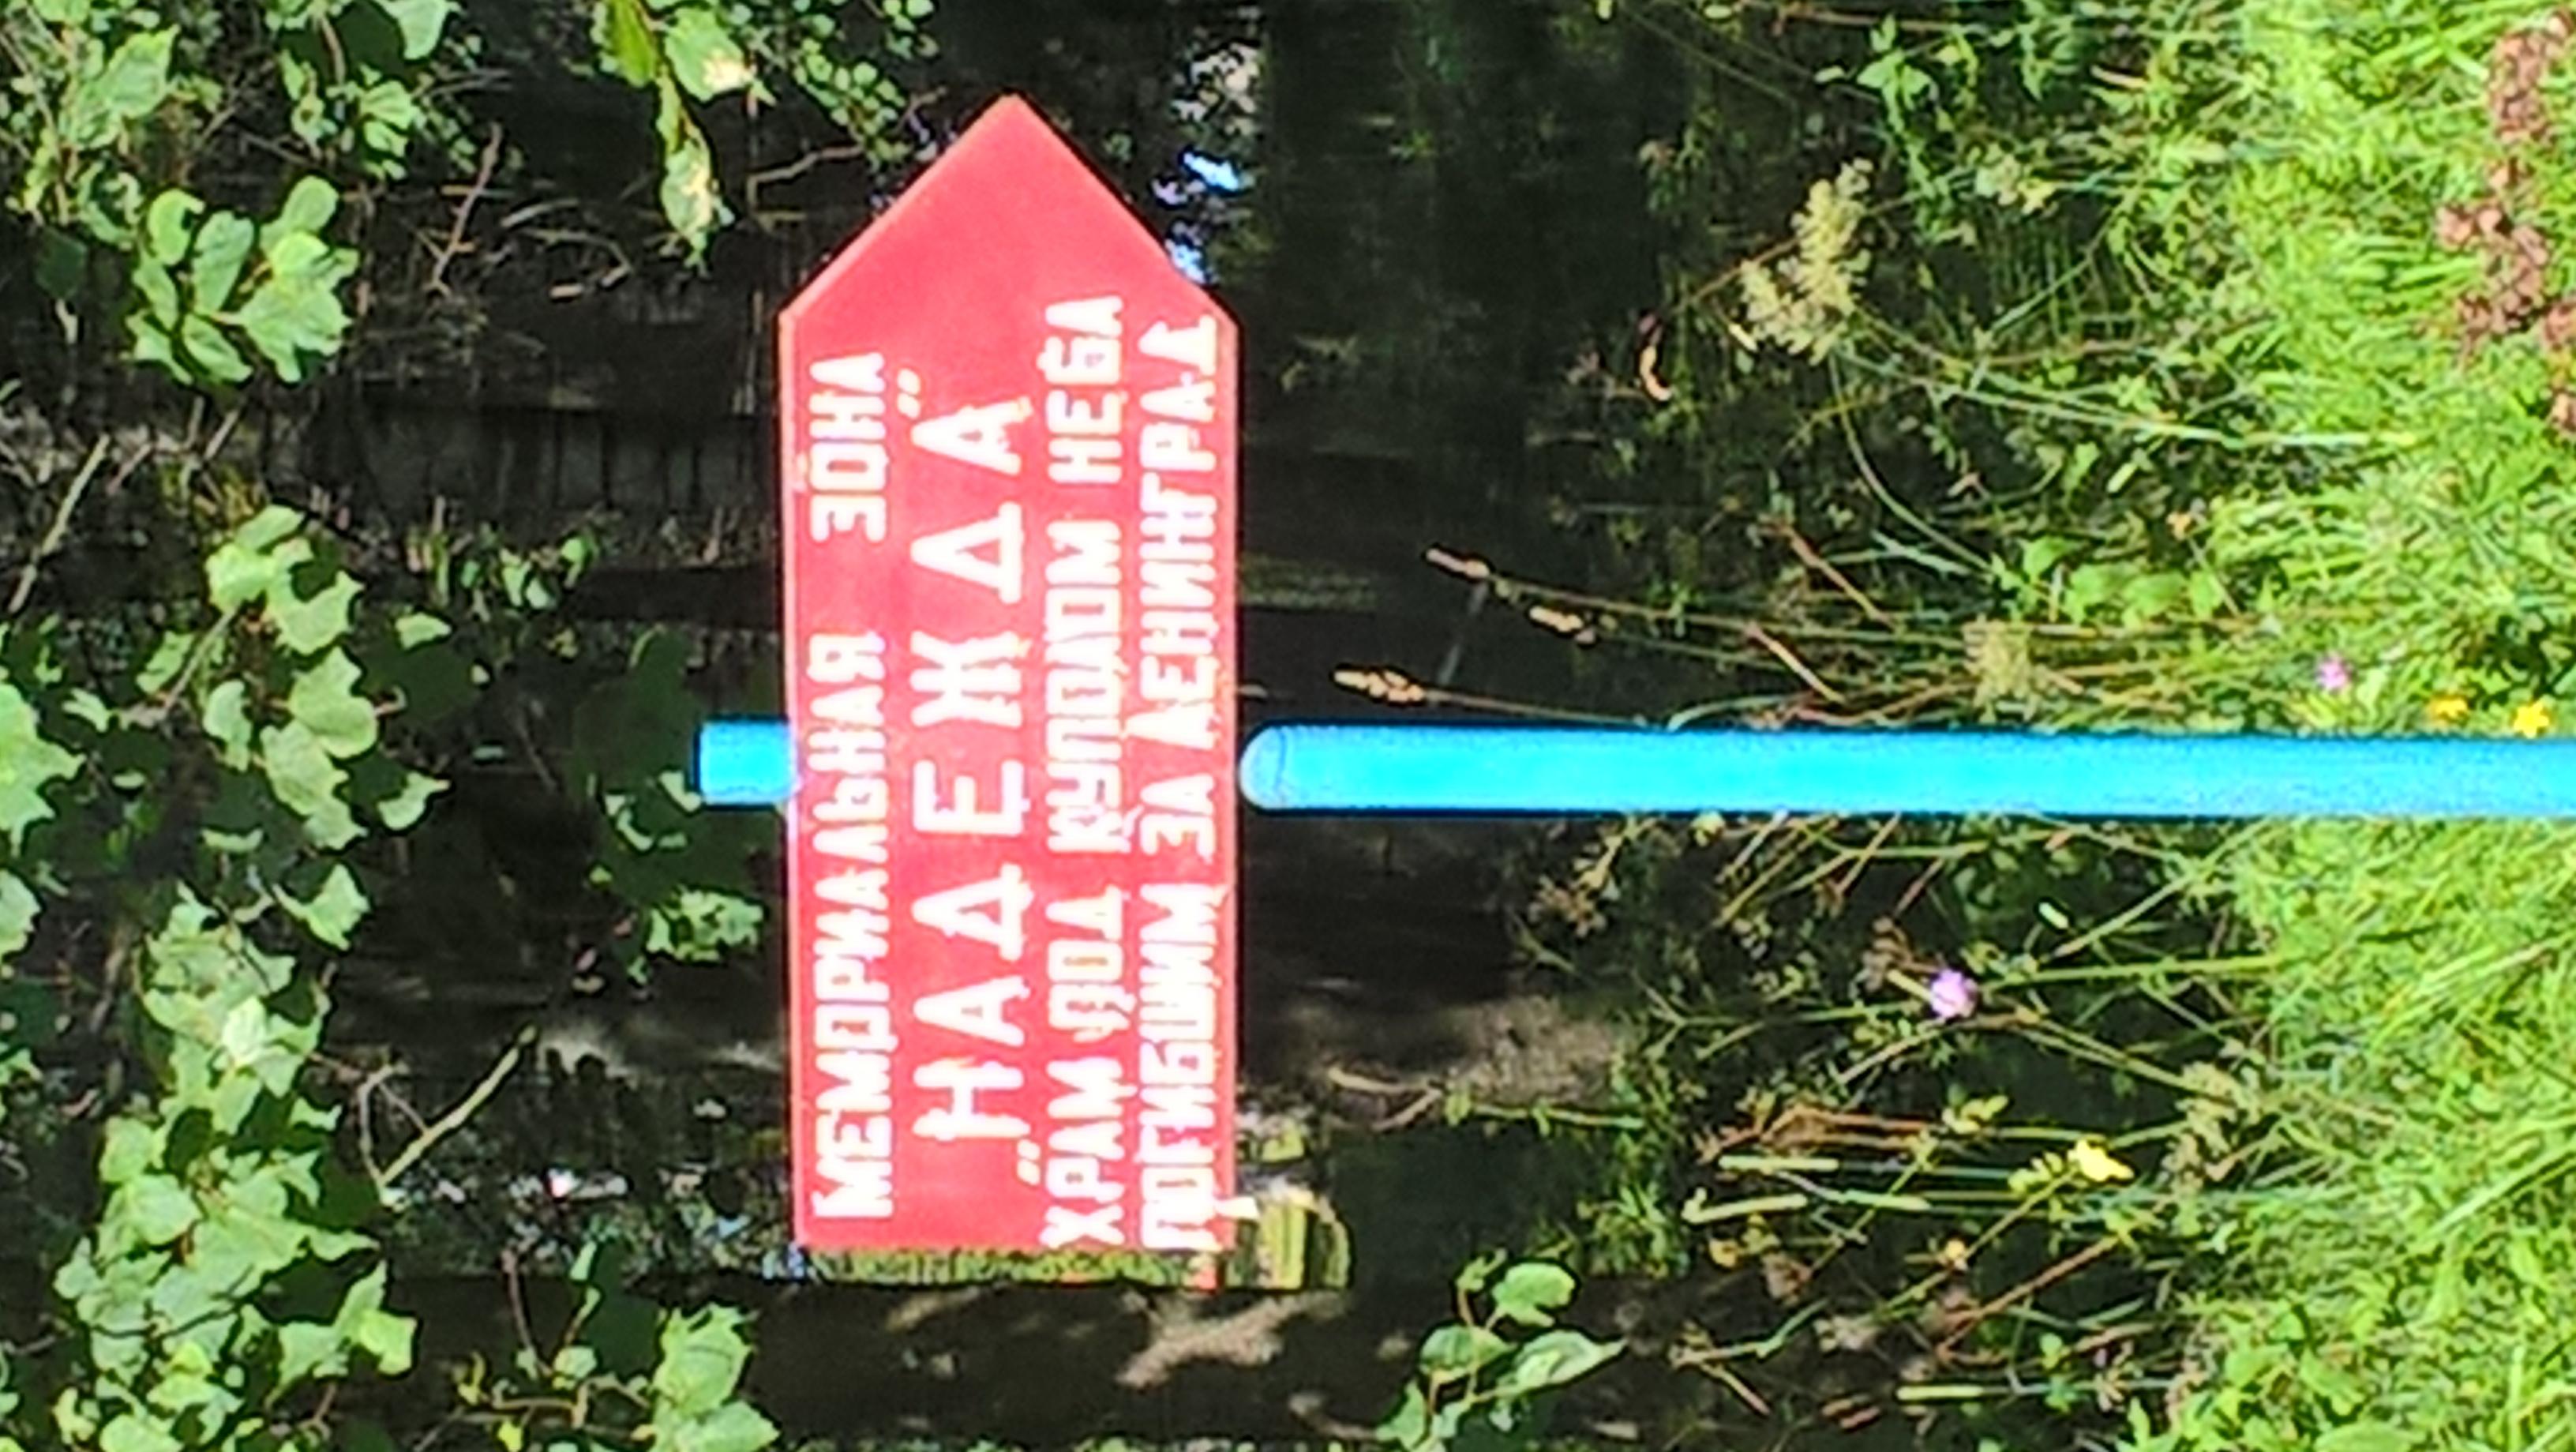 МЕМОРИАЛЬНАЯ ЗОНА
"НАДЕЖДА"
ХРАМ ПОД КУПОЛОМ НЕБА
ПОГИБШИМ ЗА ЛЕНИНГРАД